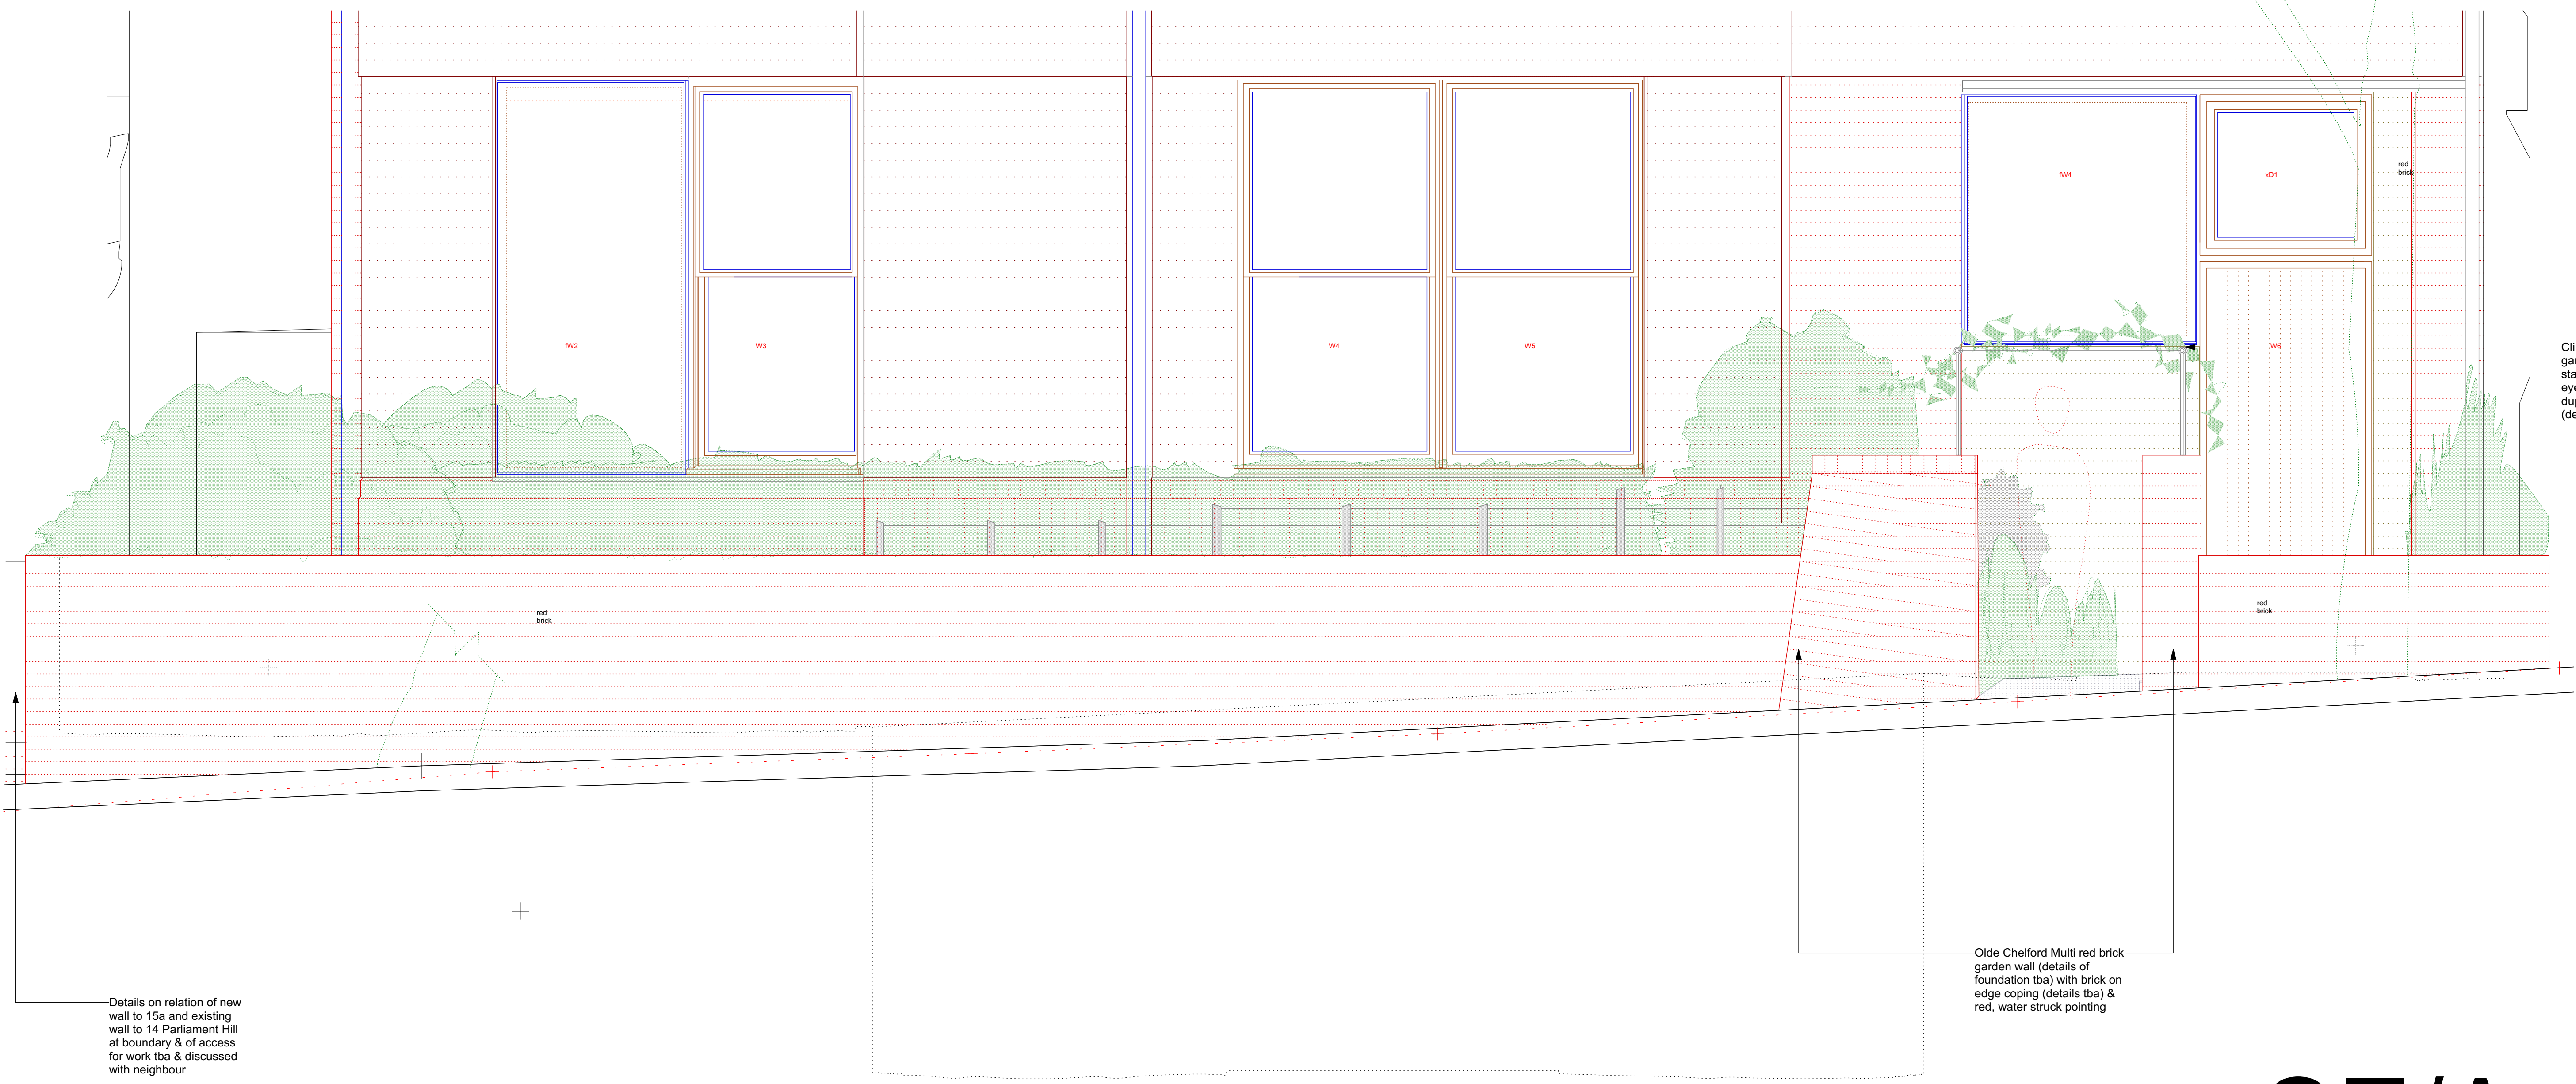 red
brick
fW4
xD1
fW2
W3
W4
W5
W6
red
brick
red
brick
Details on relation of new
wall to 15a and existing
wall to 14 Parliament Hill
at boundary & of access
for work tba & discussed
with neighbour
Olde Chelford Multi red brick
garden wall (details of
foundation tba) with brick on
edge coping (details tba) &
red, water struck pointing